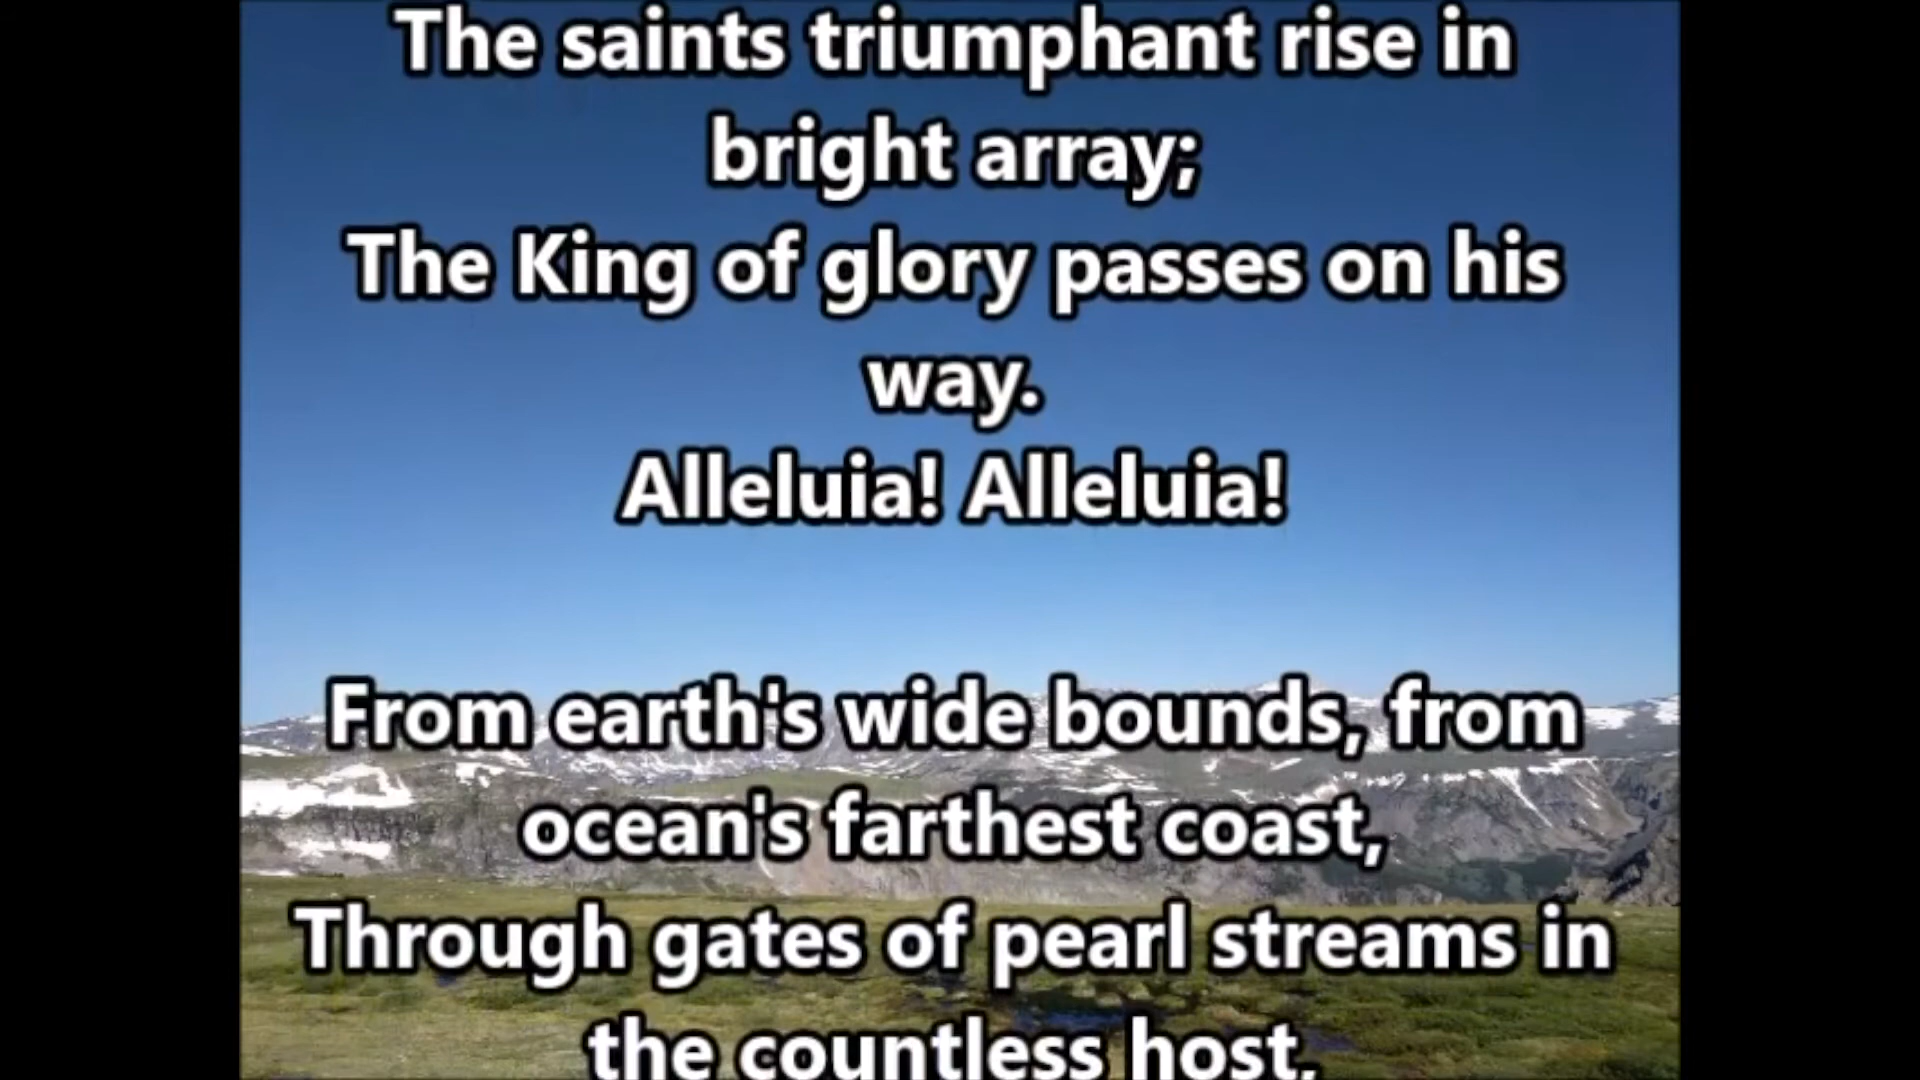 The saints triumphant rise in
bright array;
The King of glory passes on his
way.
Alleluia! Alleluia!
From earth's wide bounds, from
ocean's farthest coast,
Through gates of pearl streams in
the countless host,